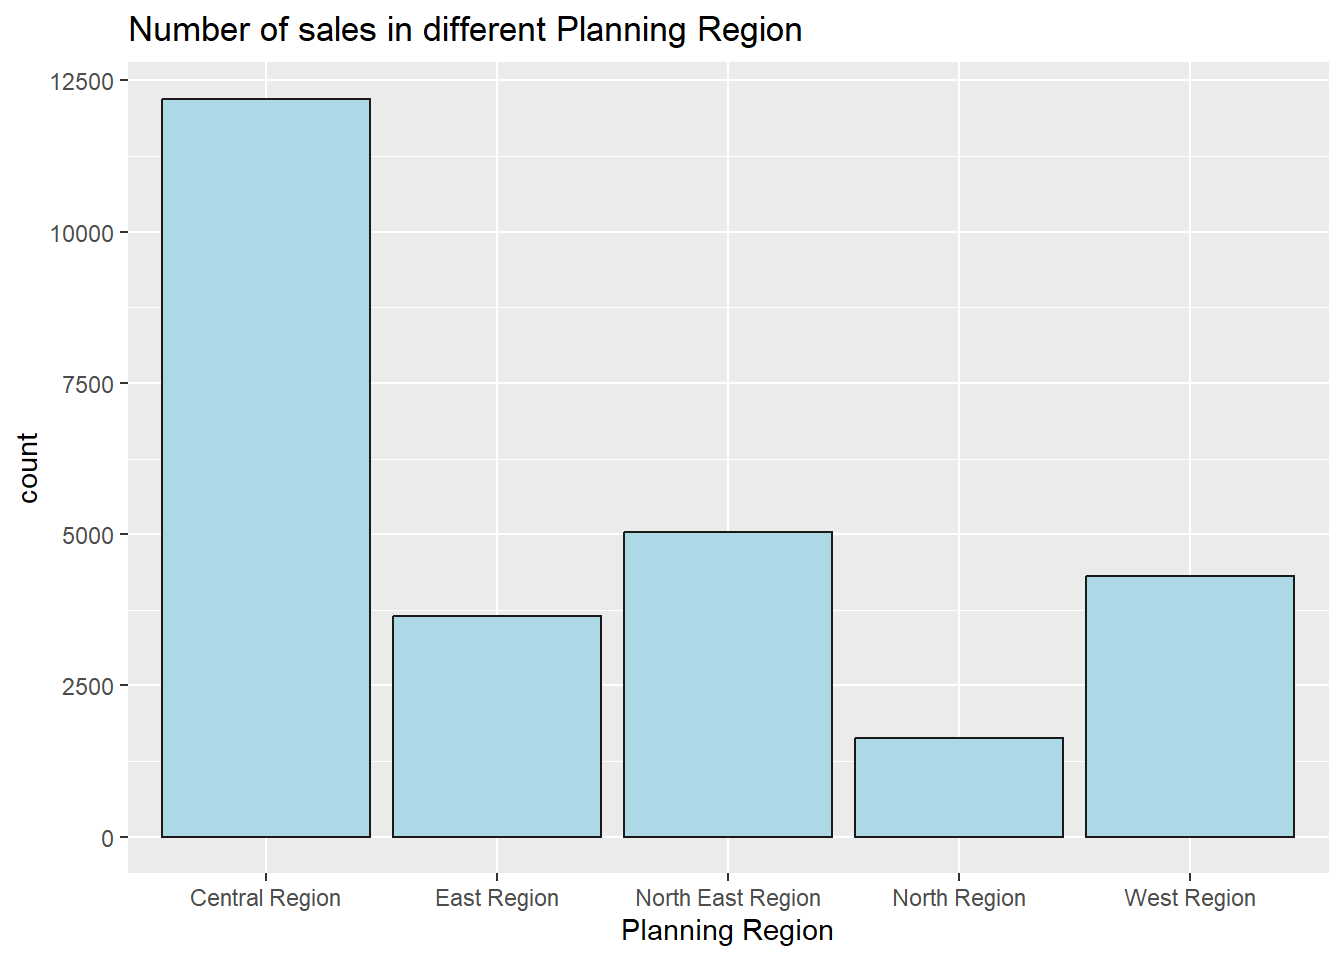 Number of sales in different Planning Region
12500
10000
7500
5000
2500
0
count
Central Region
East Region
North East Region
North Region
West Region
Planning Region